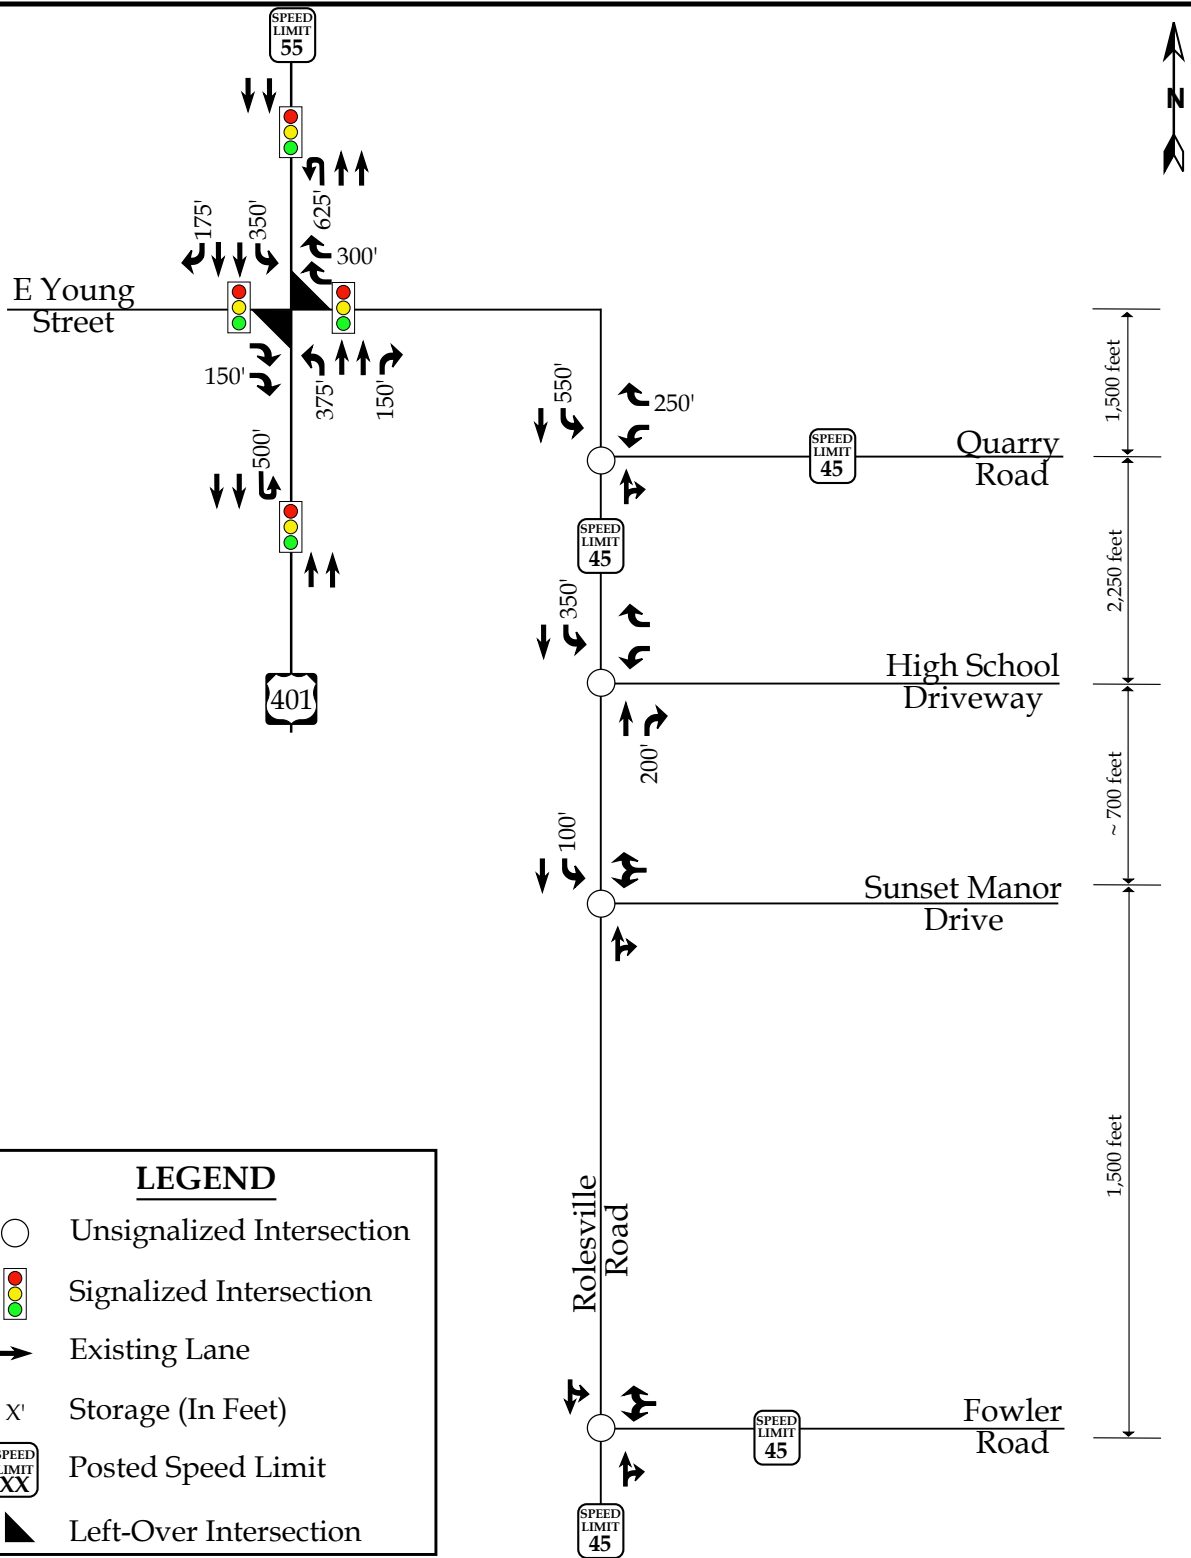 SPEED
LIMIT
55
N
175'
350'
625'
300'
E Young
Street
150'
375'
150'
500'
401
550'
250'
1,500 feet
SPEED
LIMIT
45
Quarry
Road
SPEED
LIMIT
45
2,250 feet
350'
High School
Driveway
200'
~ 700 feet
100'
Sunset Manor
Drive
1,500 feet
Rolesville
Road
SPEED
LIMIT
45
Fowler
Road
SPEED
LIMIT
45
LEGEND
Unsignalized Intersection
Signalized Intersection
Existing Lane
X' Storage (In Feet)
SPEED
LIMIT
XX
Posted Speed Limit
Left-Over Intersection